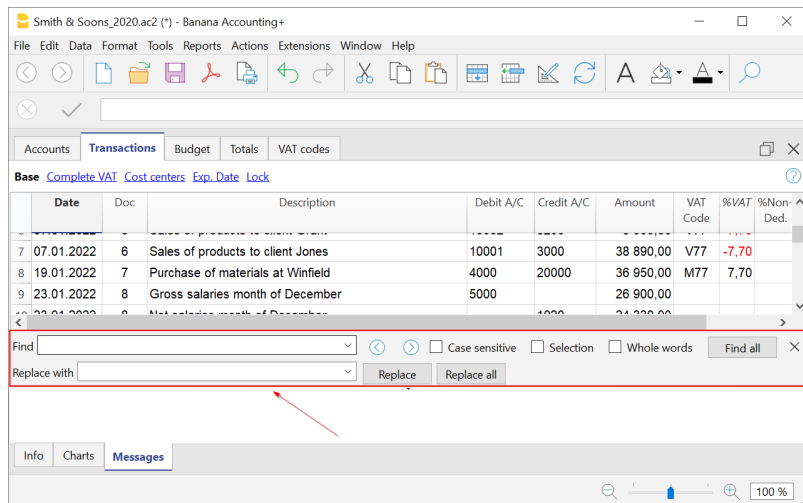 Smith & Soons_2020.ac2 (*) - Banana Accounting+
File Edit Data Format Tools Reports Actions Extensions Window Help
Accounts Transactions Budget Totals VAT codes
Base Complete VAT Cost centers Exp. Date Lock
Date Doc Description Debit A/C Credit A/C Amount VAT Code %VAT %Non-Ded.
7 07.01.2022 6 Sales of products to client Jones 10001 3000 38 890,00 V77 -7,70
8 19.01.2022 7 Purchase of materials at Winfield 4000 20000 36 950,00 M77 7,70
9 23.01.2022 8 Gross salaries month of December 5000 26 900,00
Find Case sensitive Selection Whole words Find all
Replace with Replace Replace all
Info Charts Messages
100 %